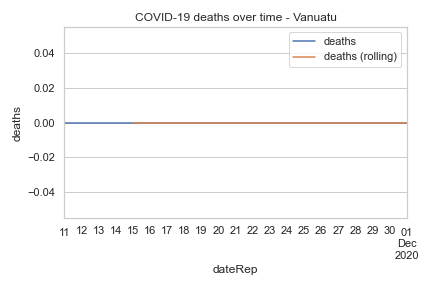 COVID-19 deaths over time - Vanuatu
deaths
deaths (rolling)
0.04
0.02
0.00
−0.02
−0.04
deaths
11 12 13 14 15 16 17 18 19 20 21 22 23 24 25 26 27 28 29 30 01
Dec
2020
dateRep